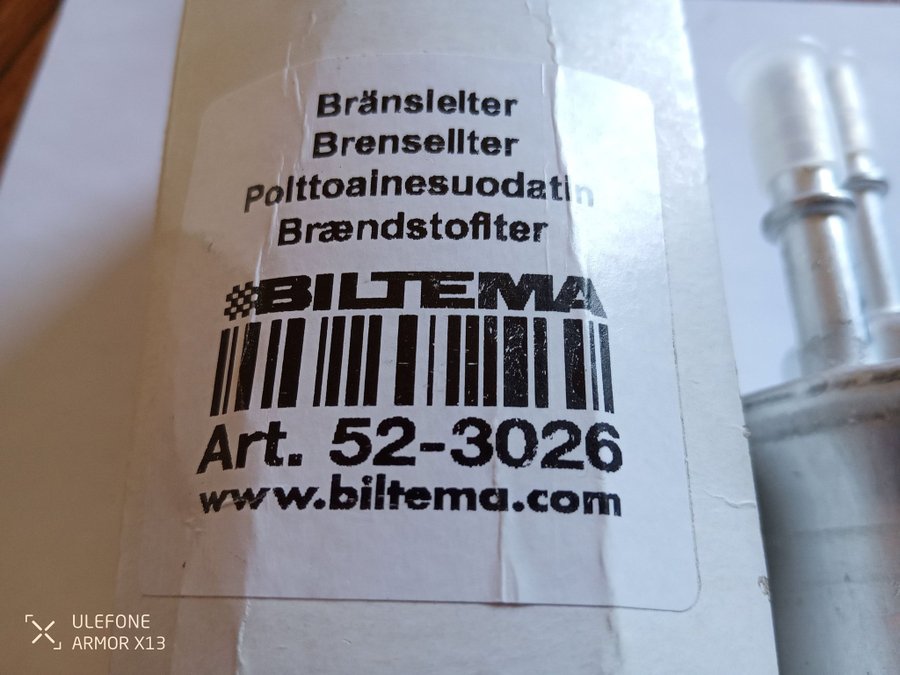 Bränslelter
Brensellter
Polttoainesuodatin
Brændstoflter
BILTEMA
Art. 52-3026
www.biltema.com
ULEFONE
ARMOR X13